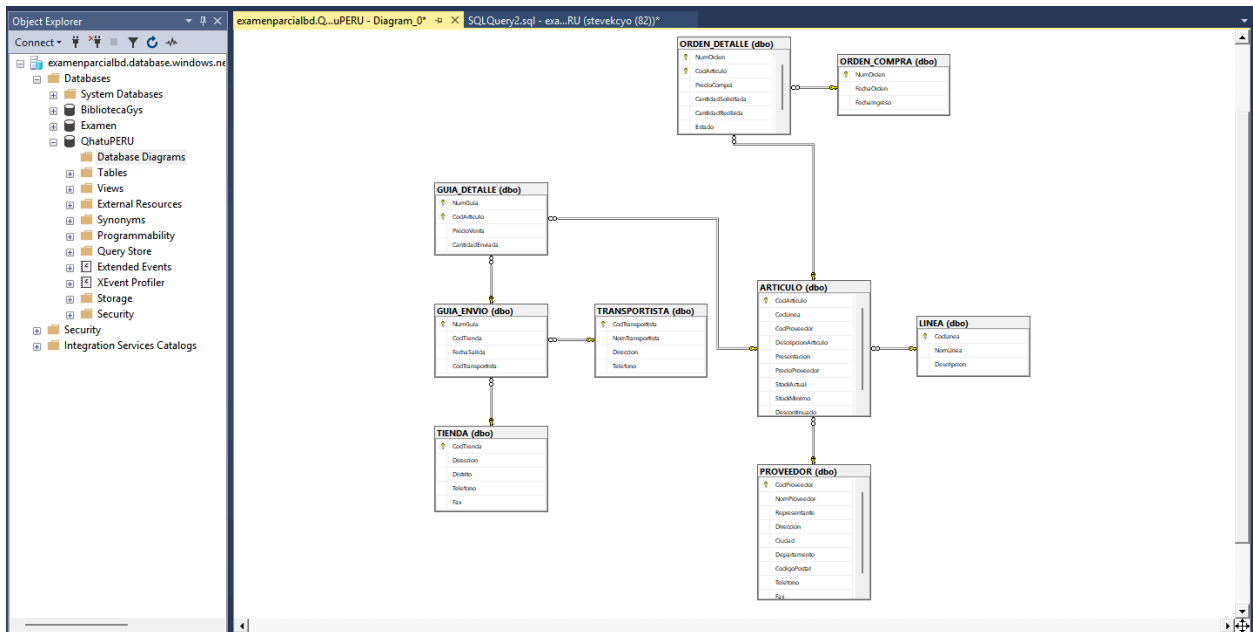 Object Explorer
Connect
examenparcialbd.database.windows.ne
Databases
System Databases
BibliotecaGys
Examen
QhatuPERU
Database Diagrams
Tables
Views
External Resources
Synonyms
Programmability
Query Store
Extended Events
XEvent Profiler
Storage
Security
Security
Integration Services Catalogs
examenparcialbd.Q...uPERU - Diagram_0*
SQLQuery2.sql - exa...RU (stevekcyo (82))*
ORDEN_DETALLE (dbo)
NumOrden
CodArticulo
PrecioCompra
CantidadSolicitada
CantidadRecibida
Estado
ORDEN_COMPRA (dbo)
NumOrden
FechaOrden
FechaIngreso
GUIA_DETALLE (dbo)
NumGuia
CodArticulo
PrecioVenta
CantidadEnviada
GUIA_ENVIO (dbo)
NumGuia
CodTienda
FechaSalida
CodTransportista
TRANSPORTISTA (dbo)
CodTransportista
NomTransportista
Direccion
Telefono
ARTICULO (dbo)
CodArticulo
CodLinea
CodProveedor
DescripcionArticulo
Presentacion
PrecioProveedor
StockActual
StockMinimo
Descontinuado
LINEA (dbo)
CodLinea
NomLinea
Descripcion
TIENDA (dbo)
CodTienda
Direccion
Distrito
Telefono
Fax
PROVEEDOR (dbo)
CodProveedor
NomProveedor
Representante
Direccion
Ciudad
Departamento
CodigoPostal
Telefono
Fax